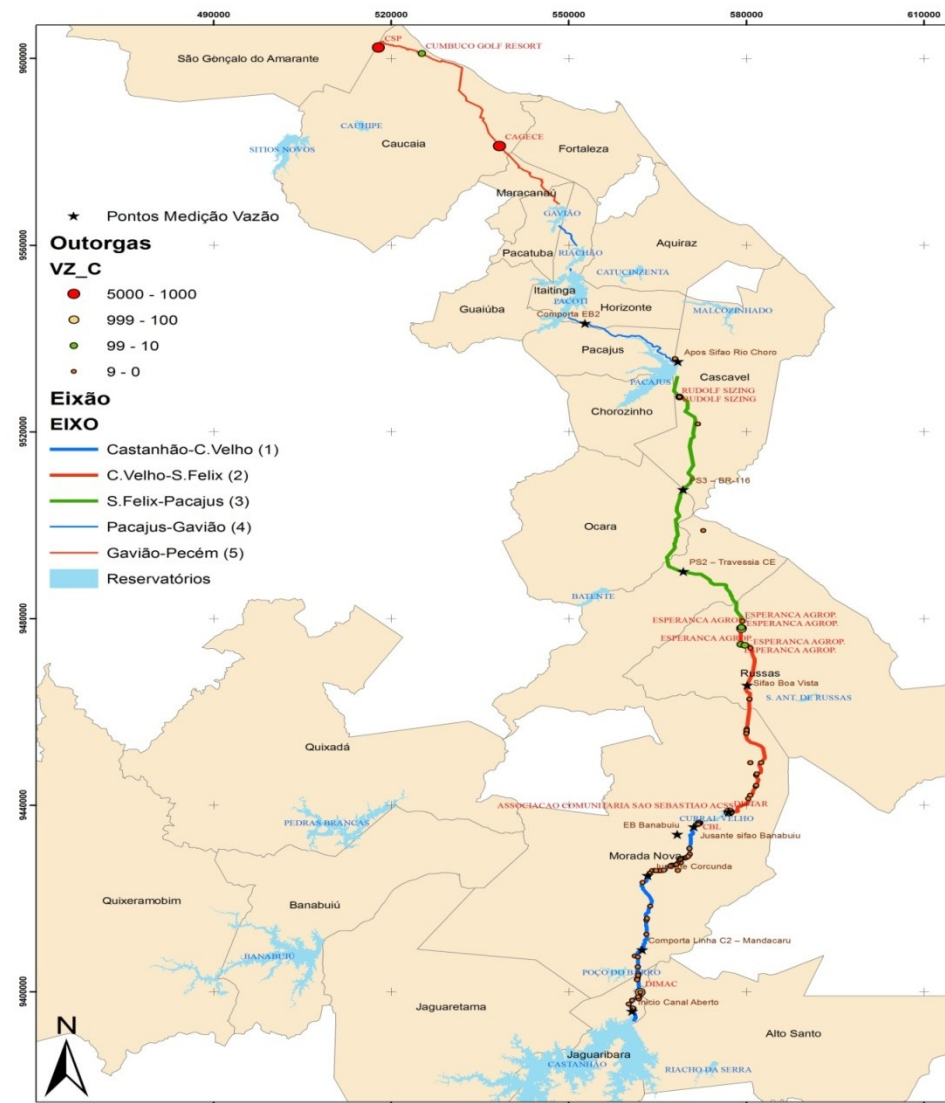 490000 520000 550000 580000 610000
9600000
9560000
9520000
9480000
9440000
9400000
CSP
CUMBUCO GOLF RESORT
São Gonçalo do Amarante
CAUHIPE
SITIOS NOVOS
Caucaia
CAGECE
Fortaleza
Maracanaú
GAVIÃO
Pacatuba
RIACHÃO
Aquiraz
CATUCINZENTA
Itaitinga
PACOTI
Guaiúba
Horizonte
MALCOZINHADO
Comporta EB2
Pacajus
Apos Sifao Rio Choro
PACAJUS
Cascavel
RUDOLF SIZING
RUDOLF SIZING
Chorozinho
Pontos Medição Vazão
Outorgas
VZ_C
5000 - 1000
999 - 100
99 - 10
9 - 0
Eixão
EIXO
Castanhão-C.Velho (1)
C.Velho-S.Felix (2)
S.Felix-Pacajus (3)
Pacajus-Gavião (4)
Gavião-Pecém (5)
Reservatórios
PS3 – BR-116
Ocara
PS2 – Travessia CE
BATENTE
ESPERANCA AGROP.
ESPERANCA AGROP.
ESPERANCA AGROP.
ESPERANCA AGROP.
ESPERANCA AGROP.
Russas
Sifao Boa Vista
S. ANT. DE RUSSAS
Quixadá
PEDRAS BRANCAS
ASSOCIACAO COMUNITARIA SAO SEBASTIAO ACSS
CURRAL VELHO
EB Banabuiu
CBL
Jusante sifao Banabuiu
Morada Nova
Corcunda
Quixeramobim
Banabuiú
BANABUIÚ
Comporta Linha C2 – Mandacaru
POÇO DO BARRO
DIMAC
Inicio Canal Aberto
Jaguaretama
Alto Santo
Jaguaribara
CASTANHÃO
RIACHO DA SERRA
N